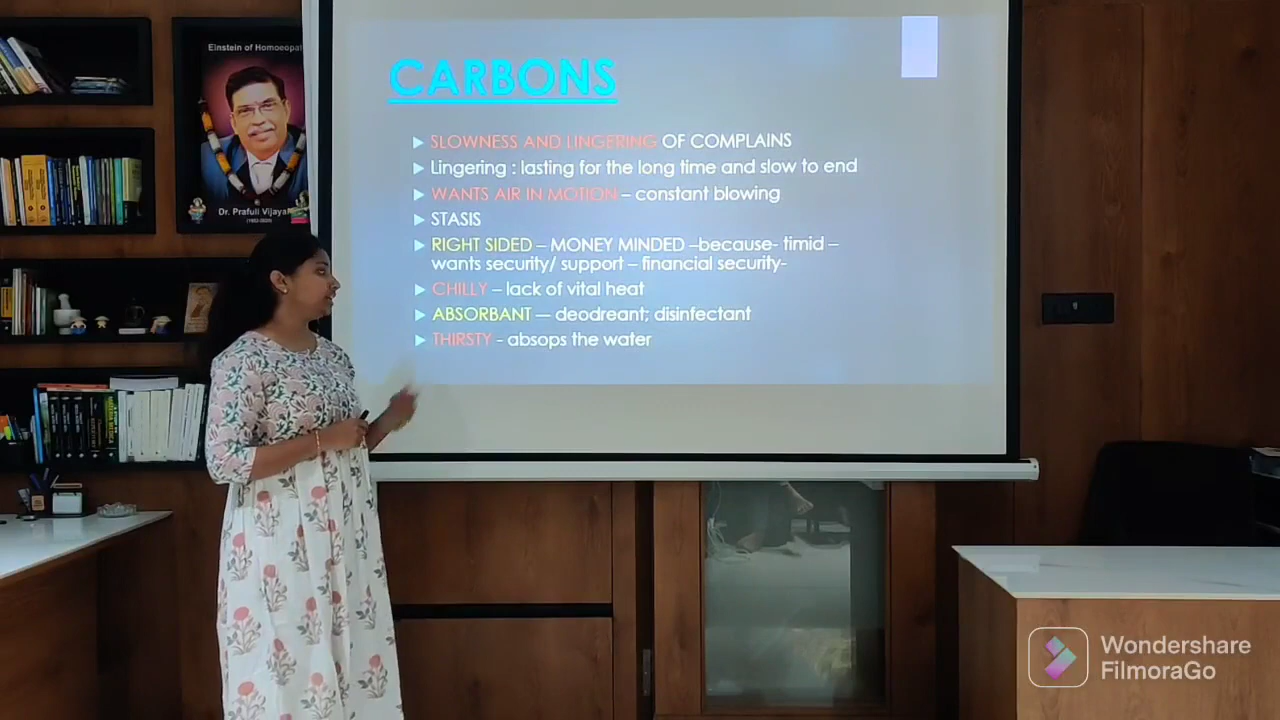 Einstein of Homoeopat
Dr. Prafull Vijayak
CARBONS
SLOWNESS AND LINGERING OF COMPLAINS
Lingering : lasting for the long time and slow to end
WANTS AIR IN MOTION – constant blowing
STASIS
RIGHT SIDED – MONEY MINDED –because- timid –
wants security/ support – financial security-
CHILLY – lack of vital heat
ABSORBANT — deodreant; disinfectant
THIRSTY - absops the water
Wondershare
FilmoraGo